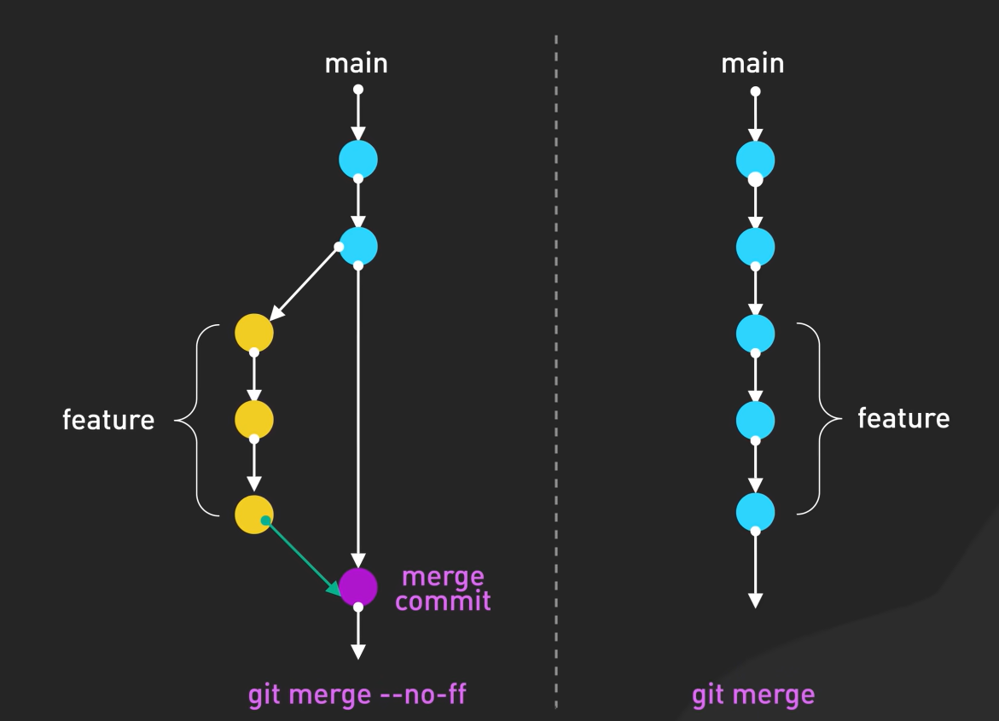 main
main
feature
feature
merge
commit
git merge --no-ff
git merge